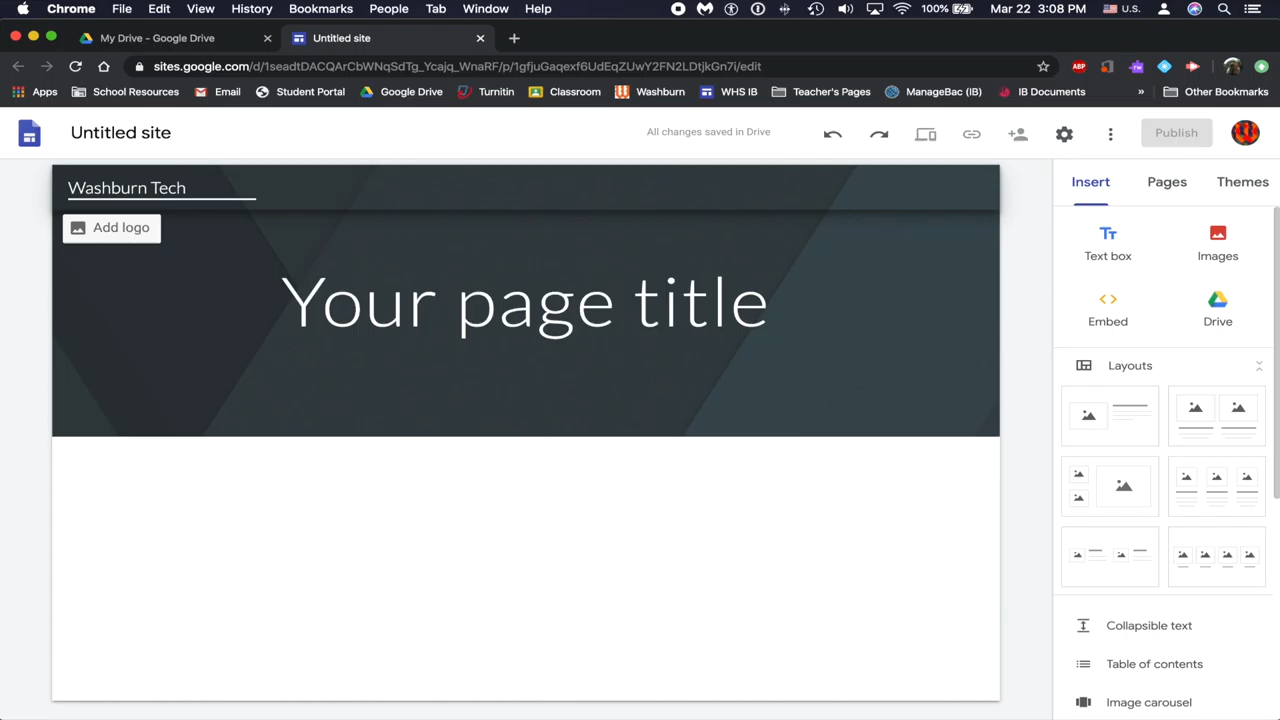 Chrome File Edit View History Bookmarks People Tab Window Help 100% Mar 22 3:08 PM U.S.
My Drive - Google Drive Untitled site
sites.google.com/d/1seadtDACQArCbWNqSdTg_Ycajq_WnaRF/p/1gfjuGaqexf6UdEqZUwY2FN2LDtjkGn7i/edit ABP
Apps School Resources Email Student Portal Google Drive Turnitin Classroom Washburn WHS IB Teacher's Pages ManageBac (IB) IB Documents » Other Bookmarks
Untitled site All changes saved in Drive Publish
Washburn Tech
Add logo
Your page title
Insert Pages Themes
Text box Images
Embed Drive
Layouts
Collapsible text
Table of contents
Image carousel